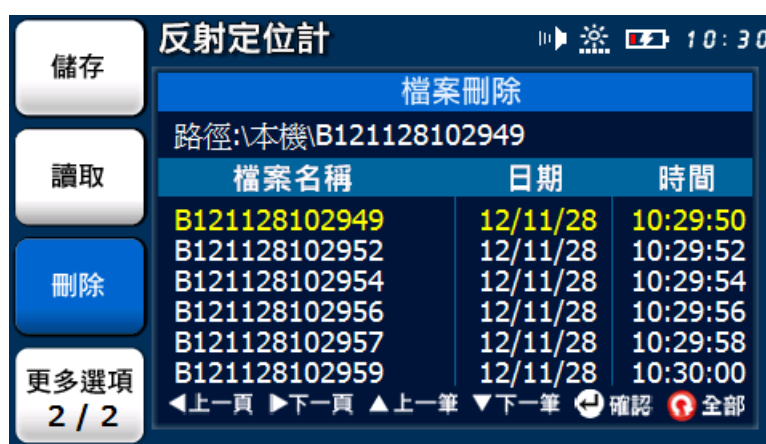 反射定位計 10:30
儲存
讀取
刪除
更多選項
2 / 2
檔案刪除
路徑:\本機\B121128102949
檔案名稱 日期 時間
B121128102949 12/11/28 10:29:50
B121128102952 12/11/28 10:29:52
B121128102954 12/11/28 10:29:54
B121128102956 12/11/28 10:29:56
B121128102957 12/11/28 10:29:58
B121128102959 12/11/28 10:30:00
◀上一頁 ▶下一頁 ▲上一筆 ▼下一筆 確認 全部